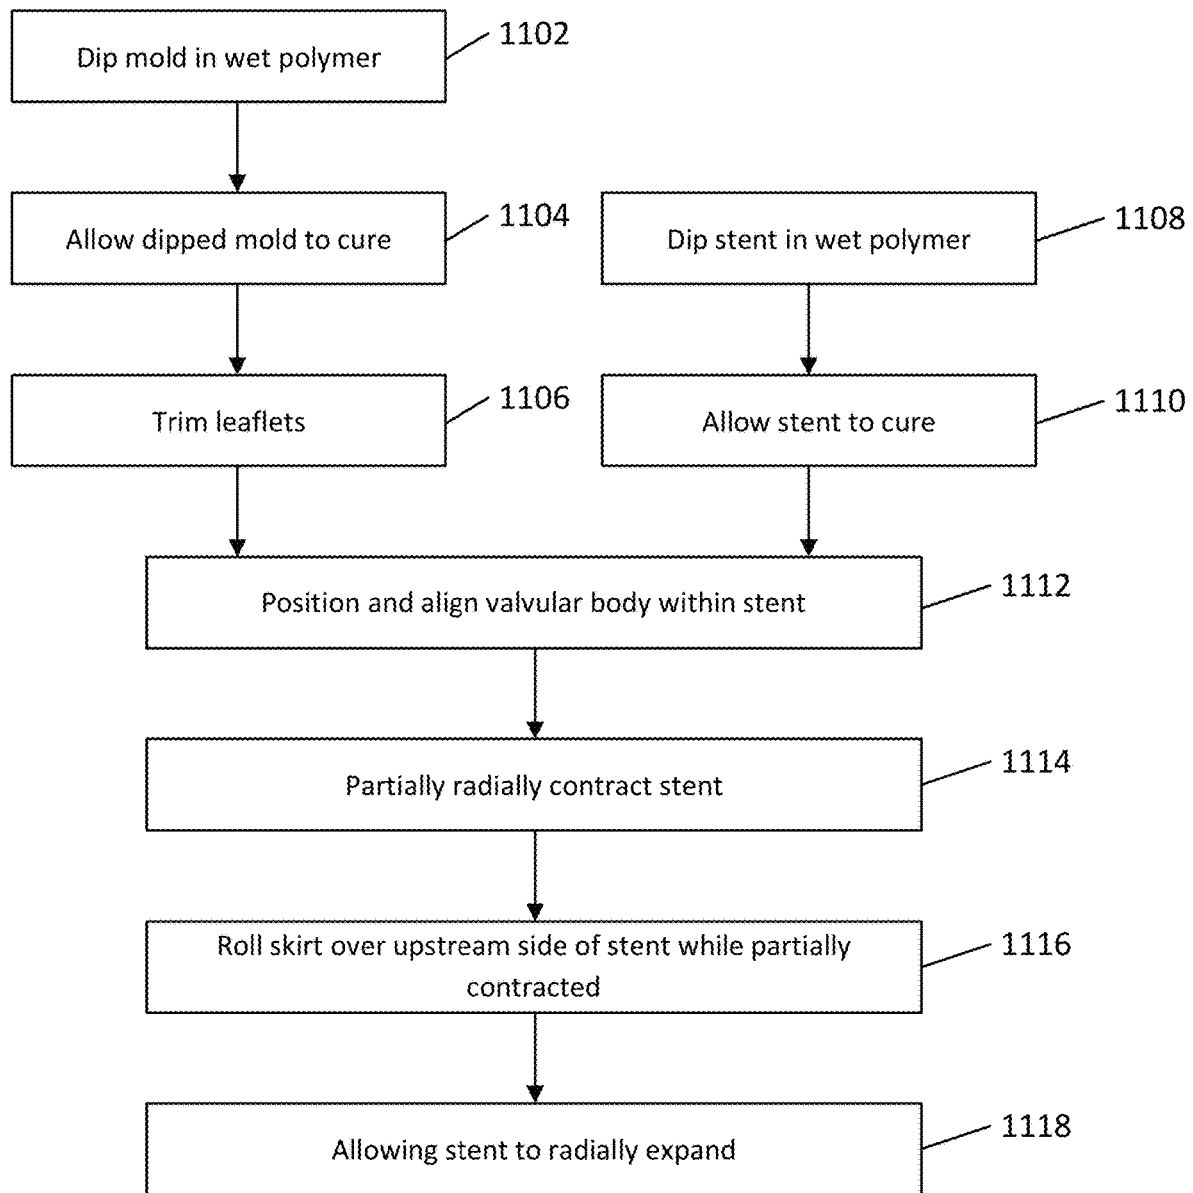 Dip mold in wet polymer
1102
Allow dipped mold to cure
1104
Dip stent in wet polymer
1108
Trim leaflets
1106
Allow stent to cure
1110
Position and align valvular body within stent
1112
Partially radially contract stent
1114
Roll skirt over upstream side of stent while partially
contracted
1116
Allowing stent to radially expand
1118